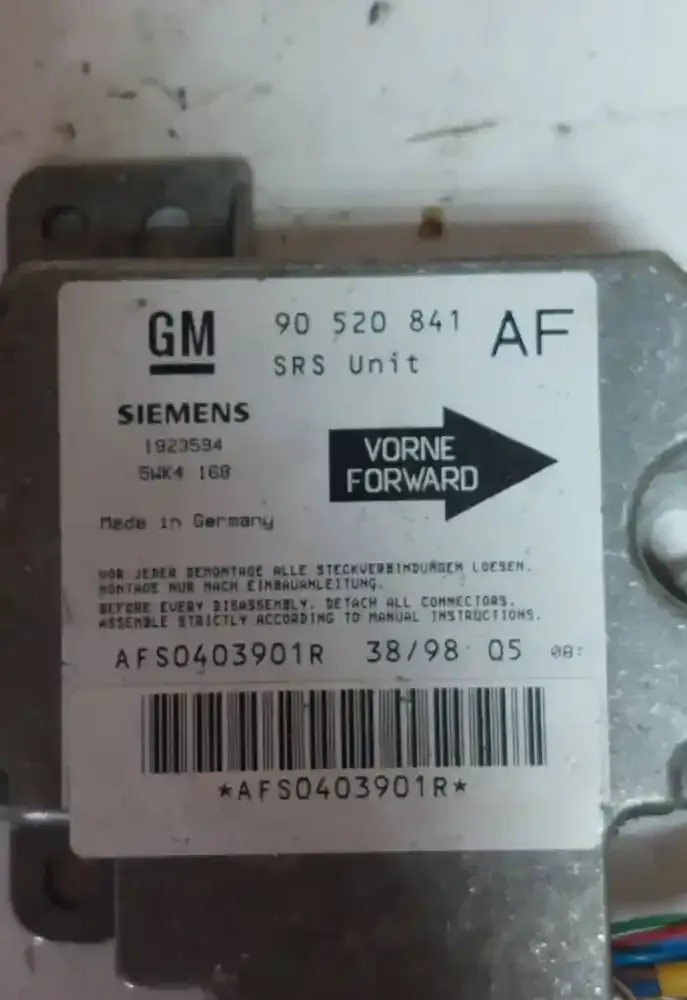 GM 90 520 841 AF
SRS Unit
SIEMENS
1923594
5WK4 168
VORNE
FORWARD
Made in Germany
VOR JEDER DEMONTAGE ALLE STECKVERBINDUNGEN LOESEN.
MONTAGE NUR NACH EINBAUANLEITUNG.
BEFORE EVERY DISASSEMBLY, DETACH ALL CONNECTORS.
ASSEMBLE STRICTLY ACCORDING TO MANUAL INSTRUCTIONS.
AFS0403901R 38/98 05
*AFS0403901R*